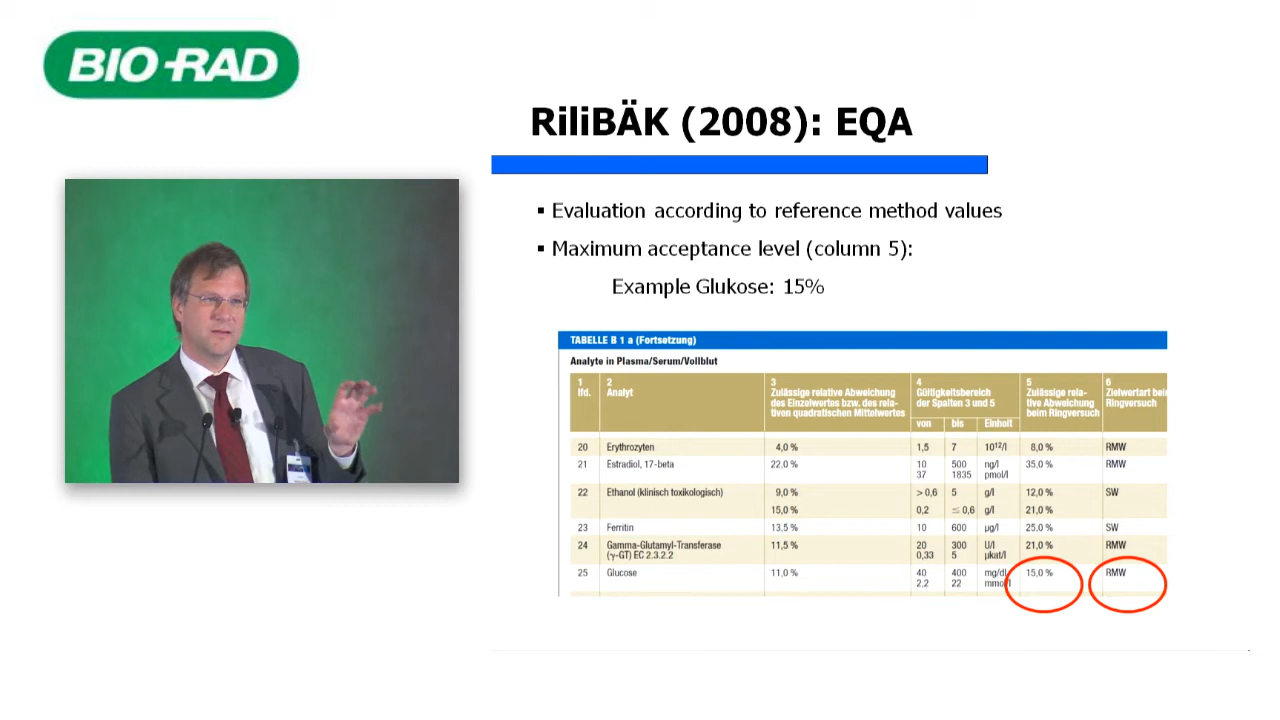 BIO-RAD
RiliBÄK (2008): EQA
▪ Evaluation according to reference method values
▪ Maximum acceptance level (column 5):
Example Glukose: 15%
TABELLE B 1 a (Fortsetzung)
Analyte in Plasma/Serum/Vollblut
1 2 3 4 5 6
lfd. Analyt Zulässige relative Abweichung Gültigkeitsbereich Zulässige rela- Zielwertart bei
des Einzelwertes bzw. des rela- der Spalten 3 und 5 tive Abweichung Ringversuch
tiven quadratischen Mittelwertes beim Ringversuch
von bis Einheit
20 Erythrozyten 4,0 % 1,5 7 10¹²/l 8,0 % RMW
21 Estradiol, 17-beta 22,0 % 10 500 ng/l 35,0 % RMW
37 1835 pmol/l
22 Ethanol (klinisch toxikologisch) 9,0 % > 0,6 5 g/l 12,0 % SW
15,0 % 0,2 ≤ 0,6 g/l 21,0 %
23 Ferritin 13,5 % 10 600 µg/l 25,0 % SW
24 Gamma-Glutamyl-Transferase 11,5 % 20 300 U/l 21,0 % RMW
(γ-GT) EC 2.3.2.2 0,33 5 µkat/l
25 Glucose 11,0 % 40 400 mg/dl 15,0 % RMW
2,2 22 mmol/l